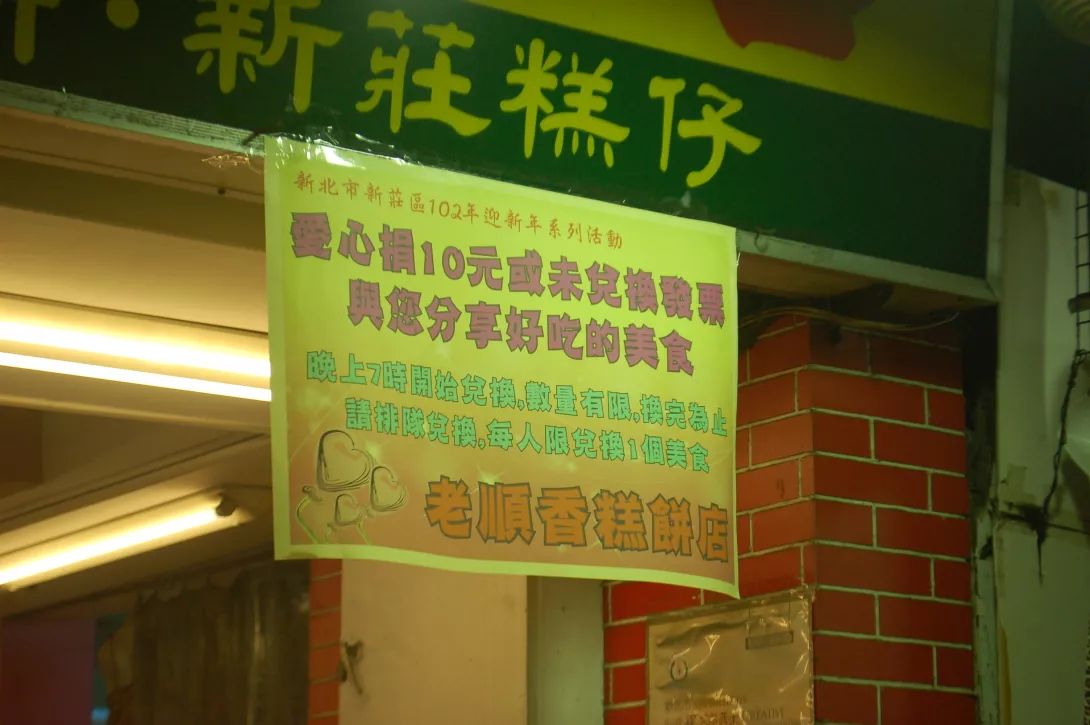 ·新莊糕仔
新北市新莊區102年迎新年系列活動
愛心捐10元或未兌換發票
與您分享好吃的美食
晚上7時開始兌換,數量有限,換完為止
請排隊兌換,每人限兌換1個美食
老順香糕餅店